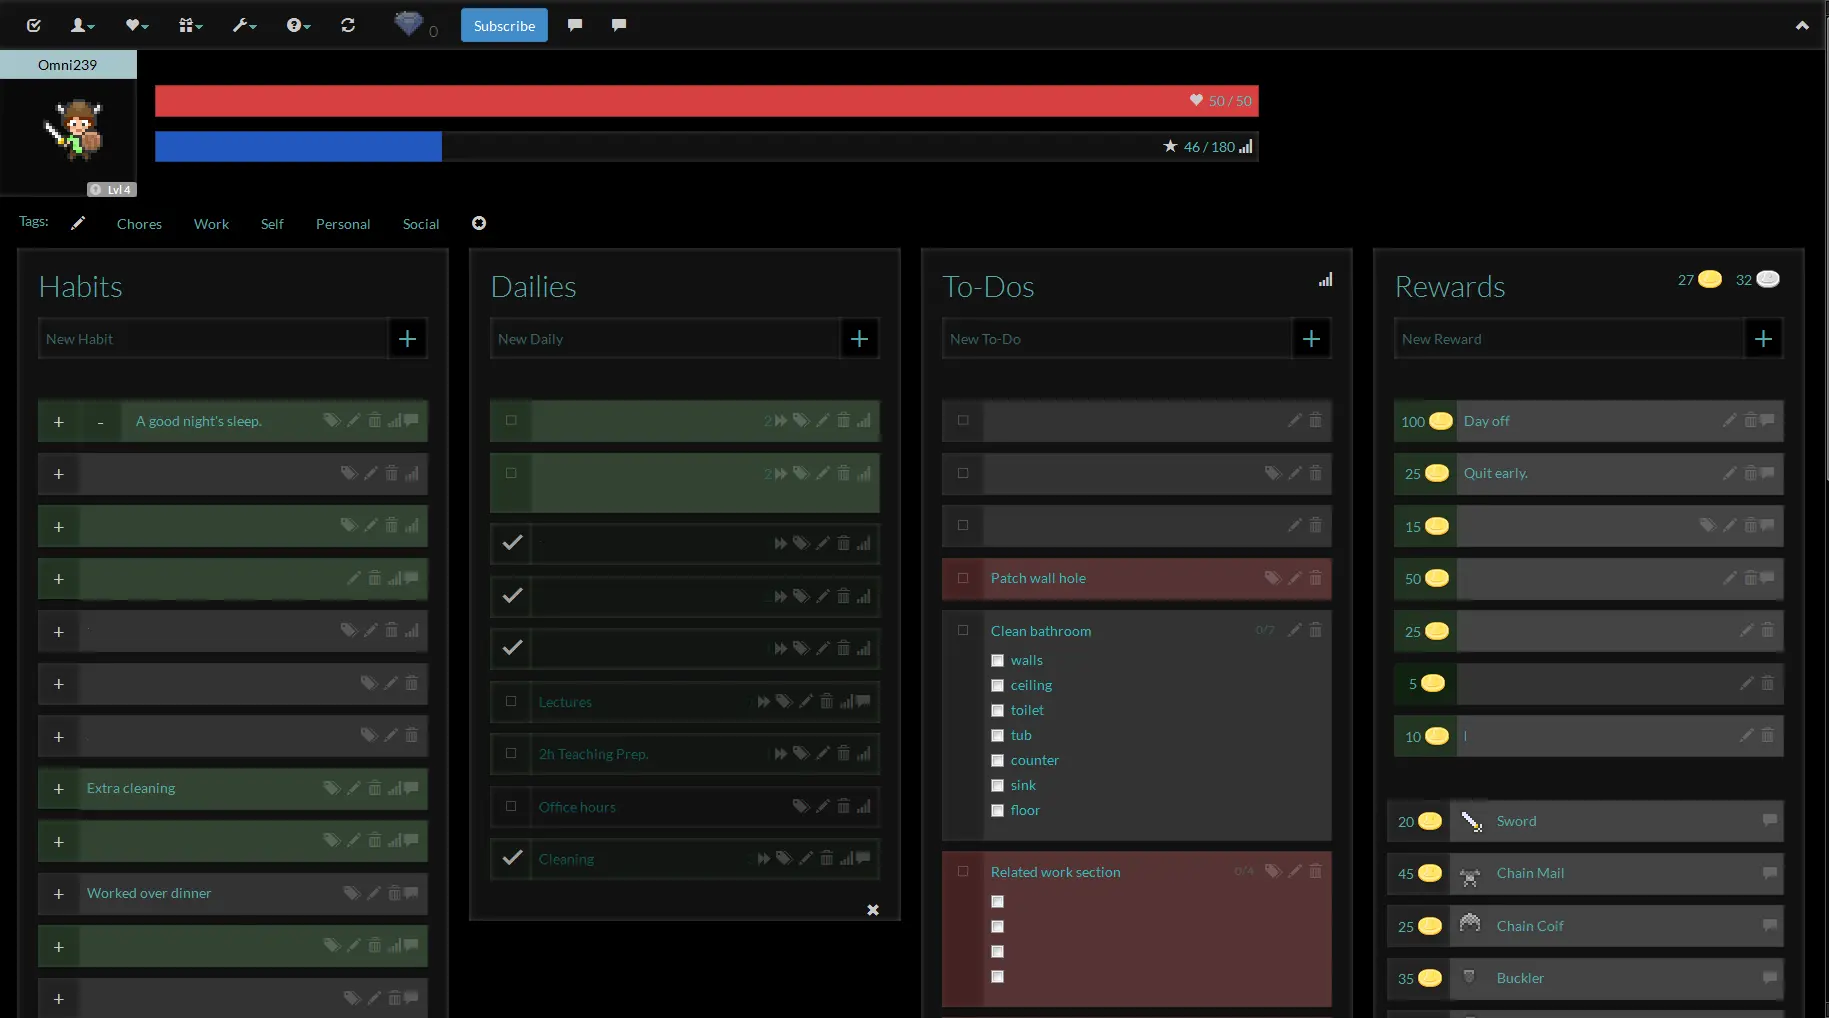 0
Subscribe
Omni239
50 / 50
46 / 180
Lvl 4
Tags:
Chores
Work
Self
Personal
Social
Habits
New Habit
+
+ - A good night's sleep.
+
+
+
+
+
+
+ Extra cleaning
+
+ Worked over dinner
+
+
Dailies
New Daily
+
2
2
Lectures
2h Teaching Prep.
Office hours
Cleaning
To-Dos
New To-Do
+
Patch wall hole
Clean bathroom 0/7
walls
ceiling
toilet
tub
counter
sink
floor
Related work section 0/4
Rewards 27 32
New Reward
+
100 Day off
25 Quit early.
15
50
25
5
10
20 Sword
45 Chain Mail
25 Chain Coif
35 Buckler